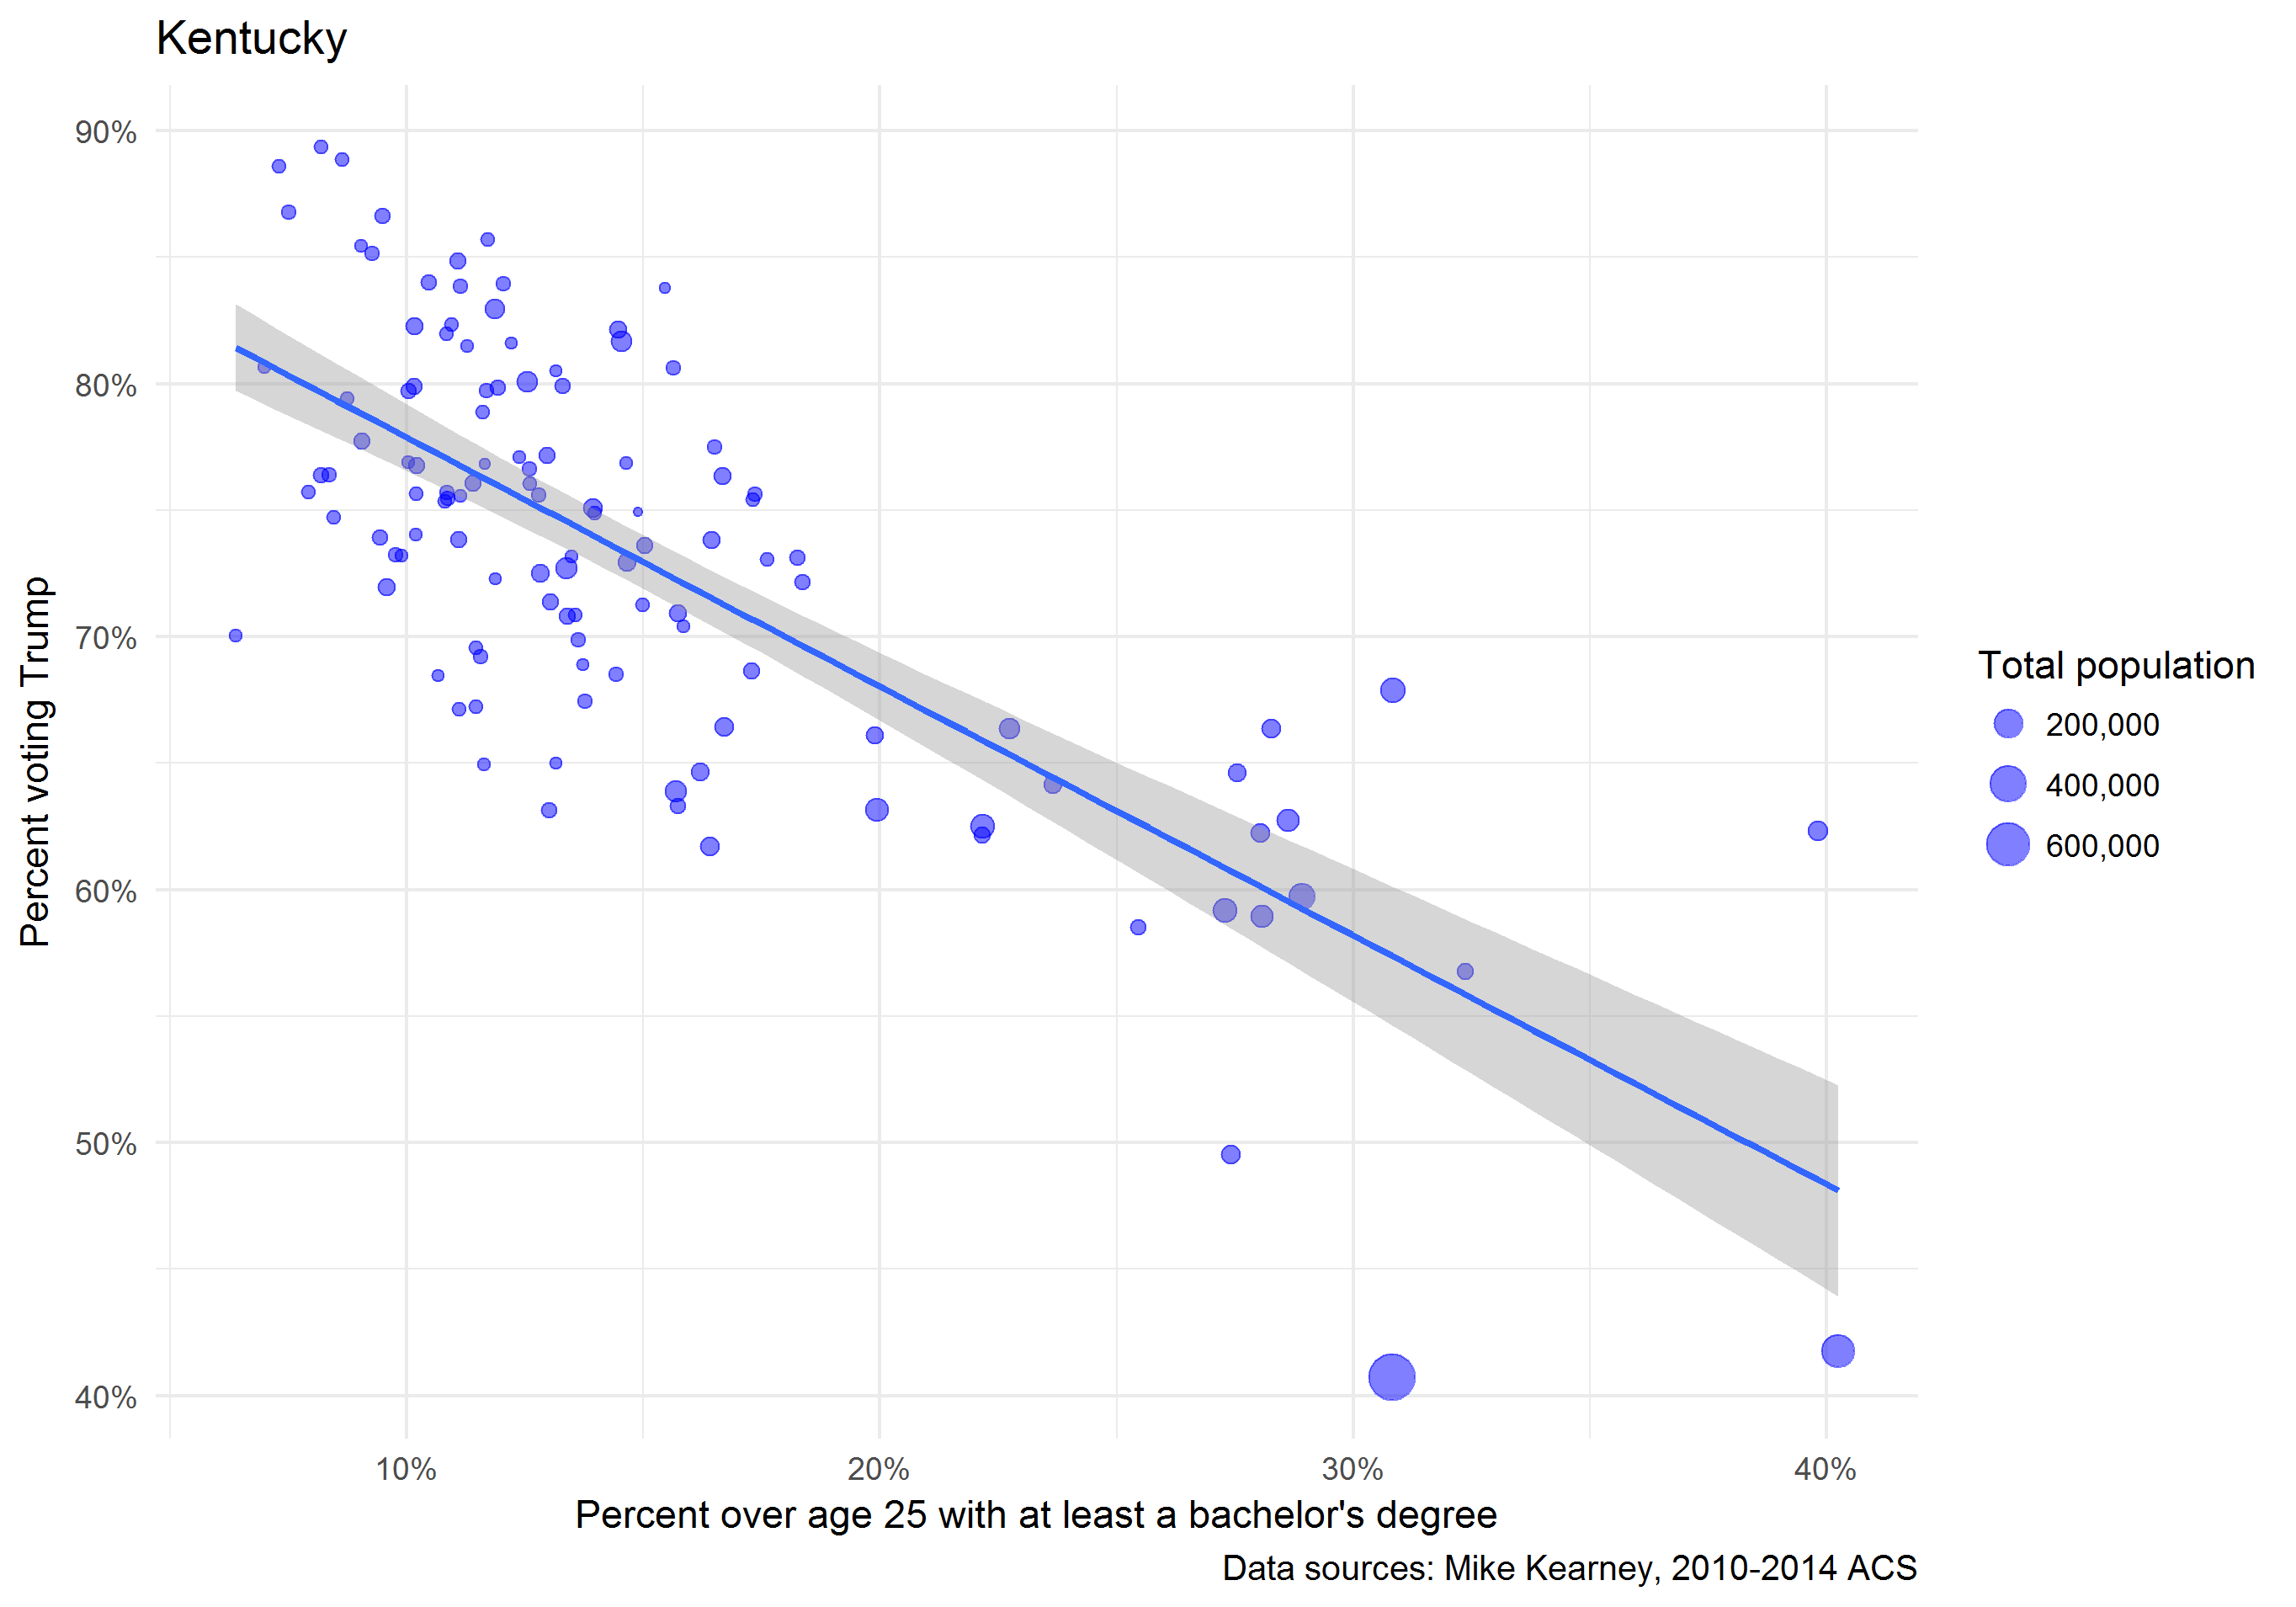 Kentucky
90%
80%
70%
60%
50%
40%
Percent voting Trump
10%
20%
30%
40%
Percent over age 25 with at least a bachelor's degree
Total population
200,000
400,000
600,000
Data sources: Mike Kearney, 2010-2014 ACS